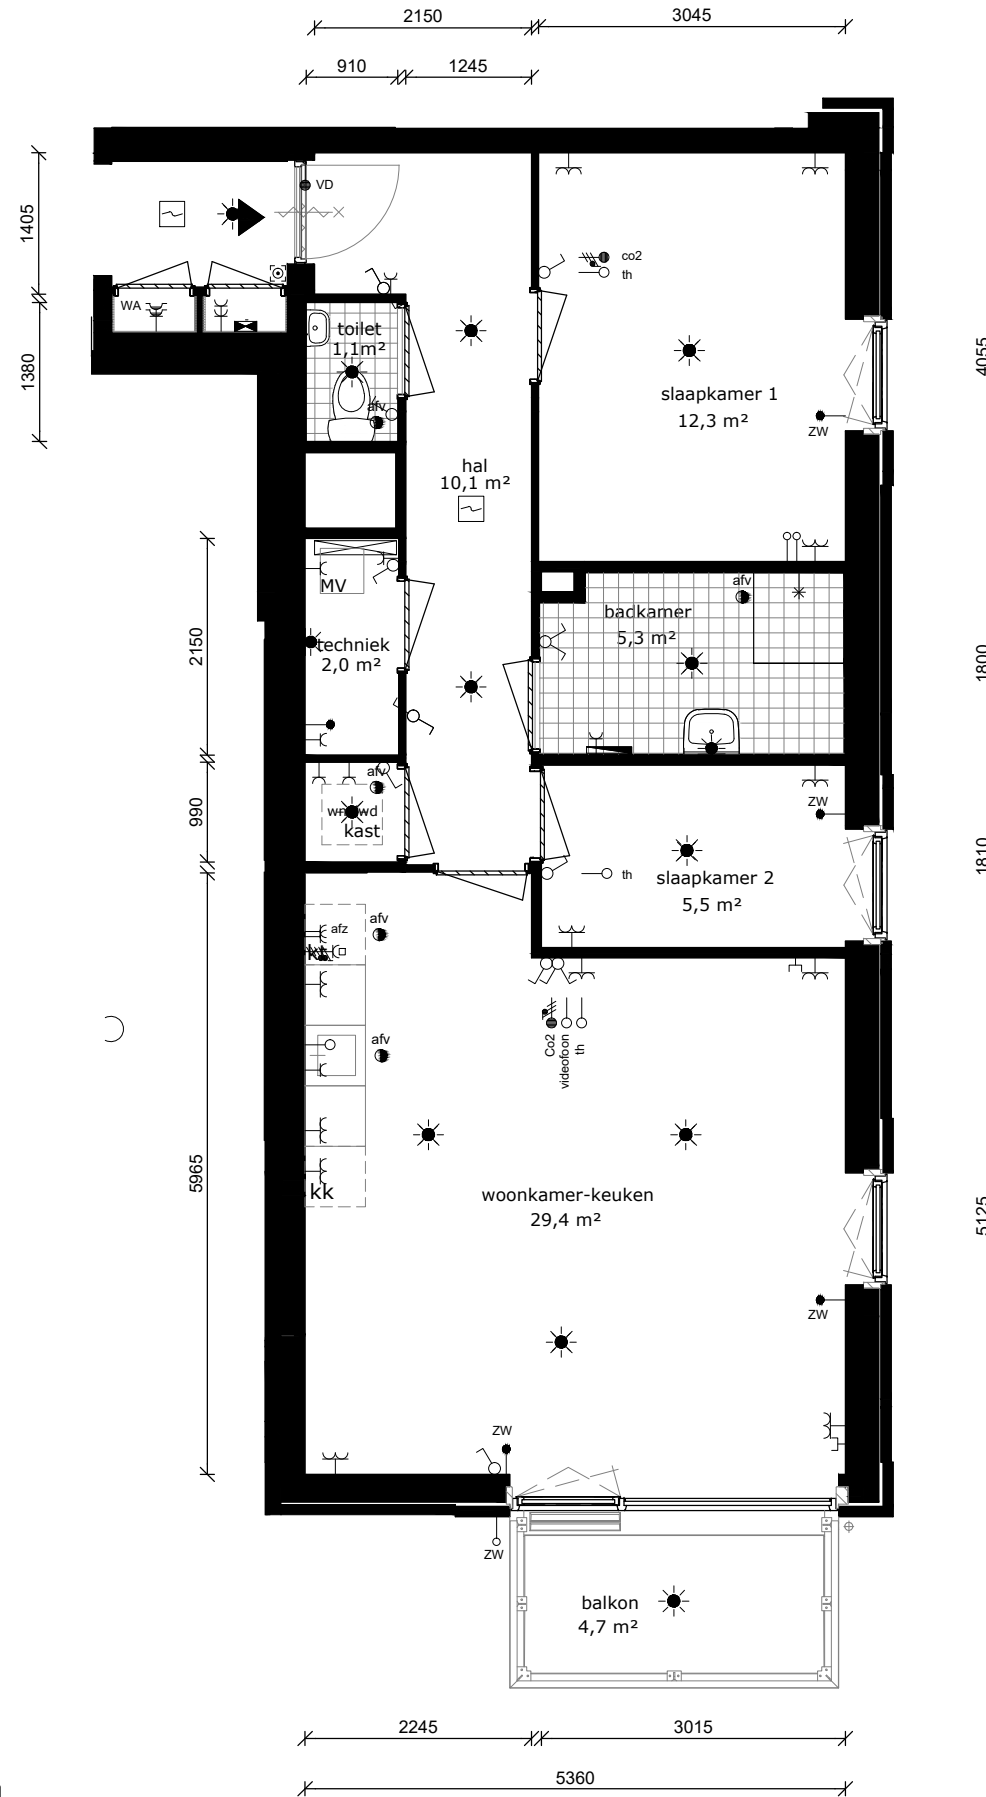 2150
3045
910
1245
1405
VD
co2
th
WA
1380
toilet
1,1m²
afv
4055
slaapkamer 1
12,3 m²
ZW
hal
10,1 m²
MV
afv
badkamer
5,3 m²
techniek
2,0 m²
2150
1800
990
afv
kast
ZW
slaapkamer 2
5,5 m²
th
1810
afz
afv
afv
Co2
videofoon
th
5965
kk
woonkamer-keuken
29,4 m²
5125
ZW
ZW
ZW
balkon
4,7 m²
2245
3015
5360